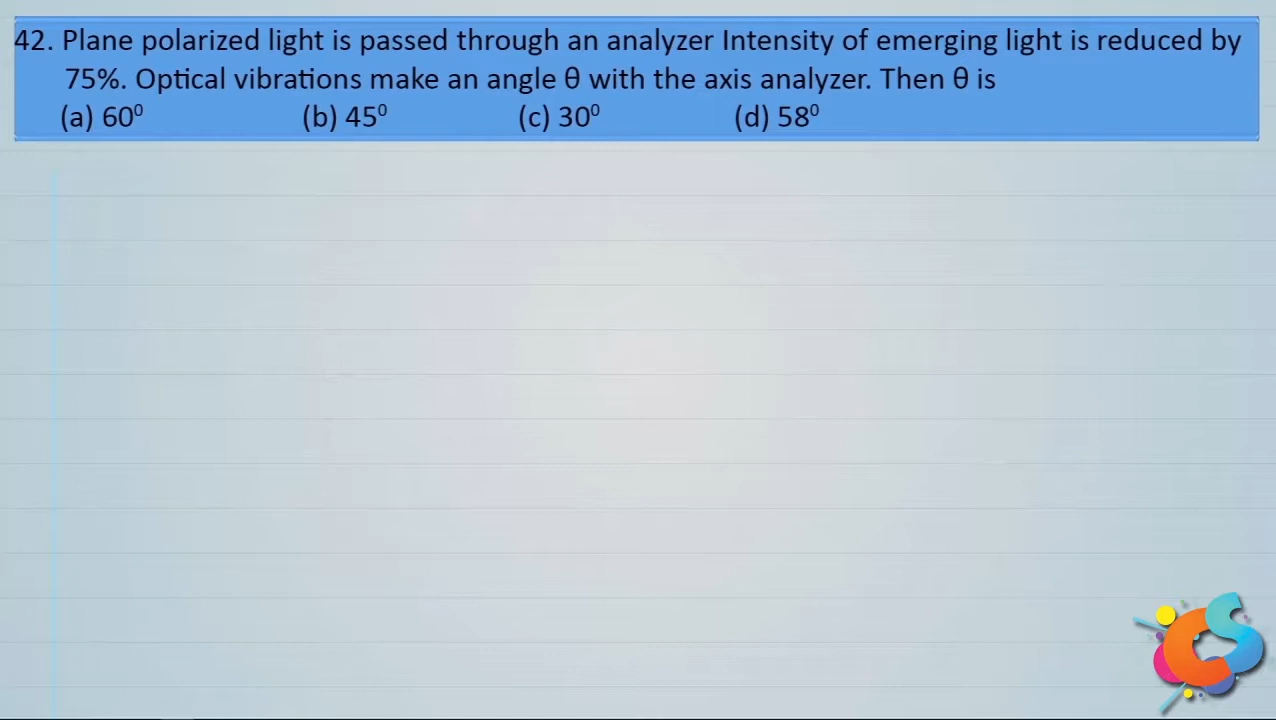 42. Plane polarized light is passed through an analyzer Intensity of emerging light is reduced by
75%. Optical vibrations make an angle θ with the axis analyzer. Then θ is
(a) 60⁰ (b) 45⁰ (c) 30⁰ (d) 58⁰
CS